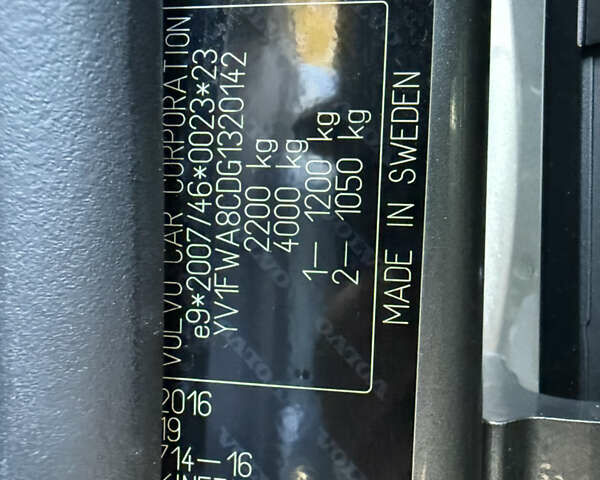 VOLVO CAR CORPORATION
e9*2007/46*0023*23
YV1FWA8CDG1320142
2200 kg
4000 kg
1— 1200 kg
2— 1050 kg
MADE IN SWEDEN
2016
19
714—16
VOLVO